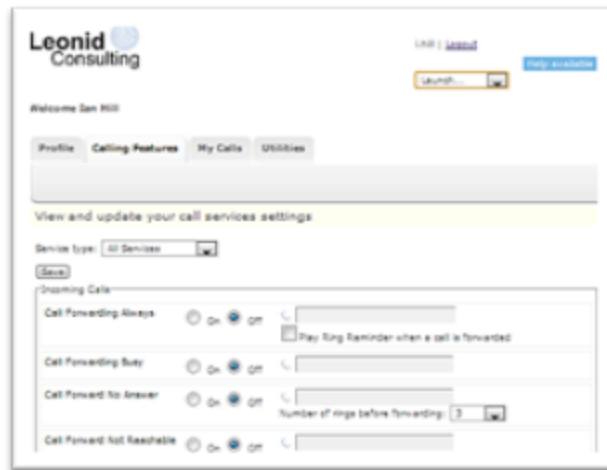 Leonid
Consulting
Logout
Help available
Launch...
Welcome Ian Hill
Profile Calling Features My Calls Utilities
View and update your call services settings
Service type: All Services
Save
Incoming Calls
Call Forwarding Always On Off
Play Ring Reminder when a call is forwarded
Call Forwarding Busy On Off
Call Forward No Answer On Off
Number of rings before forwarding: 3
Call Forward Not Reachable On Off